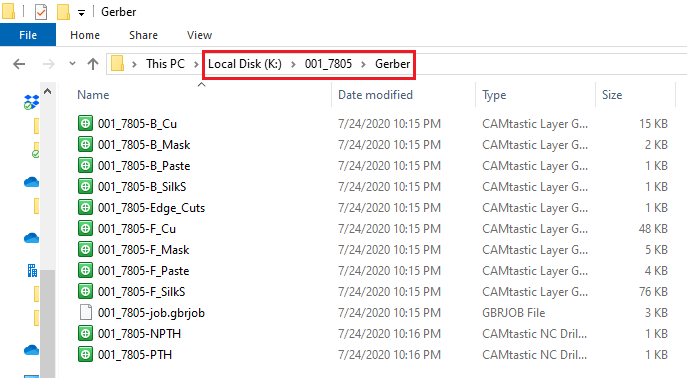 Gerber
File Home Share View
This PC Local Disk (K:) 001_7805 Gerber
Name Date modified Type Size
001_7805-B_Cu 7/24/2020 10:15 PM CAMtastic Layer G... 15 KB
001_7805-B_Mask 7/24/2020 10:15 PM CAMtastic Layer G... 2 KB
001_7805-B_Paste 7/24/2020 10:15 PM CAMtastic Layer G... 1 KB
001_7805-B_SilkS 7/24/2020 10:15 PM CAMtastic Layer G... 1 KB
001_7805-Edge_Cuts 7/24/2020 10:15 PM CAMtastic Layer G... 1 KB
001_7805-F_Cu 7/24/2020 10:15 PM CAMtastic Layer G... 48 KB
001_7805-F_Mask 7/24/2020 10:15 PM CAMtastic Layer G... 5 KB
001_7805-F_Paste 7/24/2020 10:15 PM CAMtastic Layer G... 4 KB
001_7805-F_SilkS 7/24/2020 10:15 PM CAMtastic Layer G... 76 KB
001_7805-job.gbrjob 7/24/2020 10:15 PM GBRJOB File 3 KB
001_7805-NPTH 7/24/2020 10:16 PM CAMtastic NC Dril... 1 KB
001_7805-PTH 7/24/2020 10:16 PM CAMtastic NC Dril... 1 KB